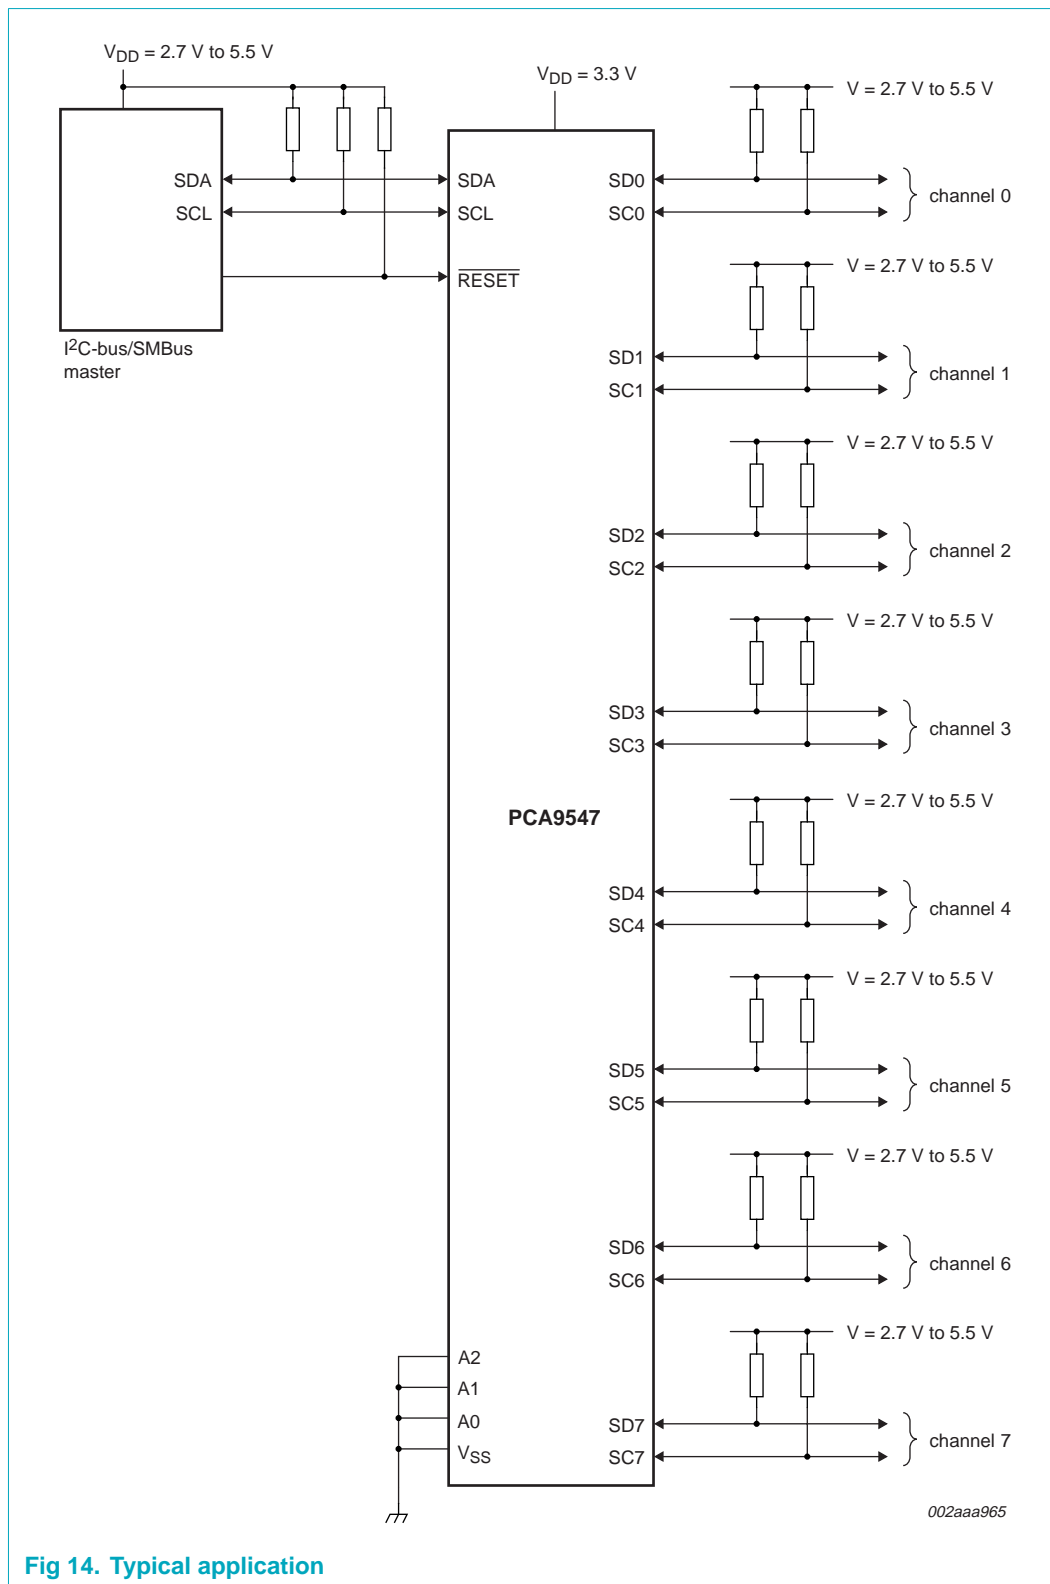 VDD = 2.7 V to 5.5 V
VDD = 3.3 V
V = 2.7 V to 5.5 V
SDA
SCL
SDA
SCL
RESET
I2C-bus/SMBus
master
SD0
SC0
channel 0
V = 2.7 V to 5.5 V
SD1
SC1
channel 1
V = 2.7 V to 5.5 V
SD2
SC2
channel 2
V = 2.7 V to 5.5 V
SD3
SC3
channel 3
PCA9547
V = 2.7 V to 5.5 V
SD4
SC4
channel 4
V = 2.7 V to 5.5 V
SD5
SC5
channel 5
V = 2.7 V to 5.5 V
SD6
SC6
channel 6
V = 2.7 V to 5.5 V
A2
A1
A0
VSS
SD7
SC7
channel 7
002aaa965
Fig 14. Typical application